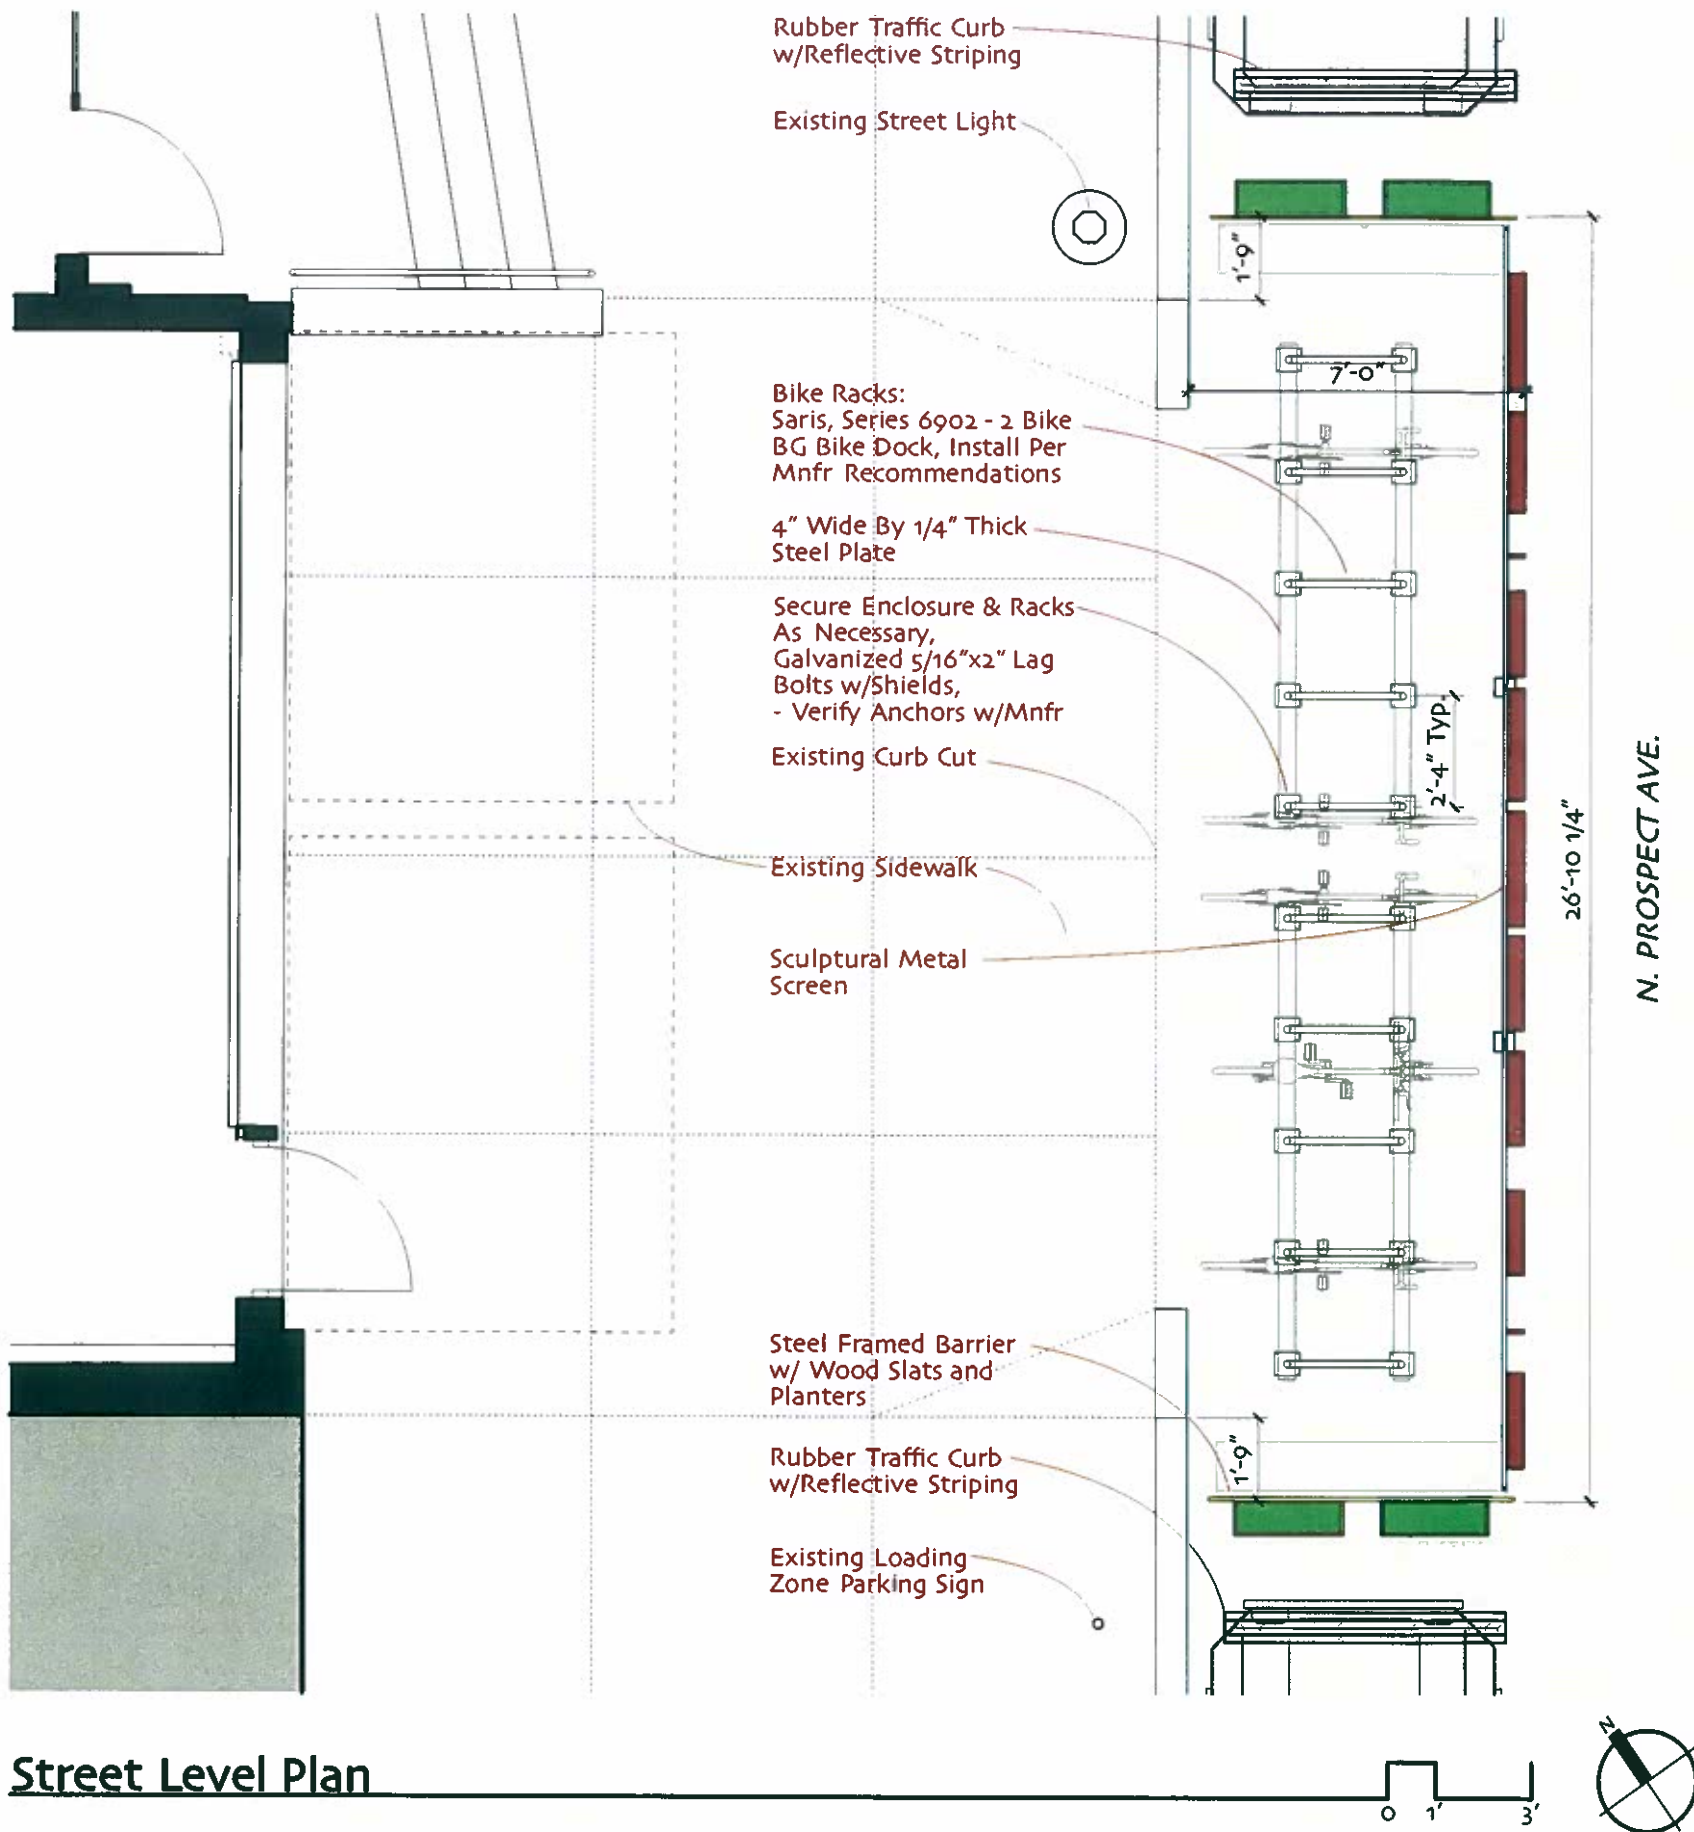 Rubber Traffic Curb
w/Reflective Striping
Existing Street Light
1'-9"
7'-0"
Bike Racks:
Saris, Series 6902 - 2 Bike
BG Bike Dock, Install Per
Mnfr Recommendations
4" Wide By 1/4" Thick
Steel Plate
Secure Enclosure & Racks
As Necessary,
Galvanized 5/16"x2" Lag
Bolts w/Shields,
- Verify Anchors w/Mnfr
2'-4" Typ.
Existing Curb Cut
Existing Sidewalk
26'-10 1/4"
N. PROSPECT AVE.
Sculptural Metal
Screen
Steel Framed Barrier
w/ Wood Slats and
Planters
1'-9"
Rubber Traffic Curb
w/Reflective Striping
Existing Loading
Zone Parking Sign
Street Level Plan
0 1' 3'
N